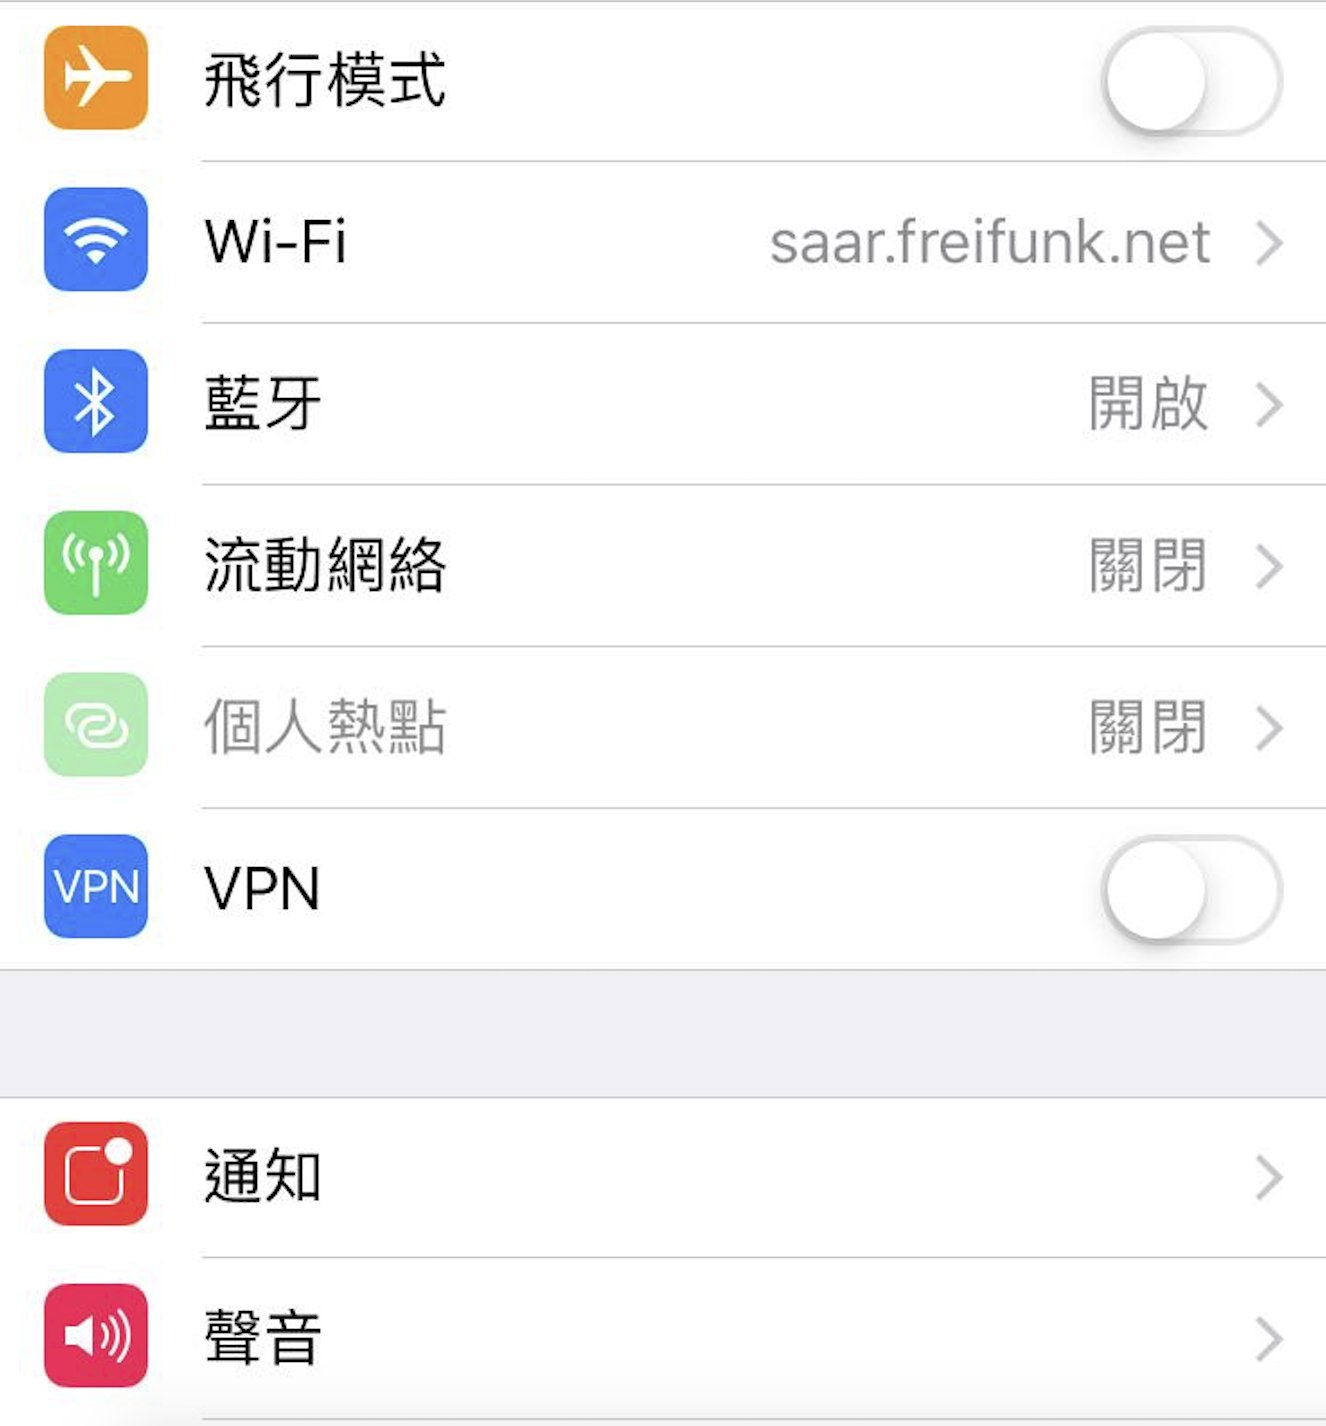 飛行模式
Wi-Fi saar.freifunk.net
藍牙 開啟
流動網絡 關閉
個人熱點 關閉
VPN VPN
通知
聲音